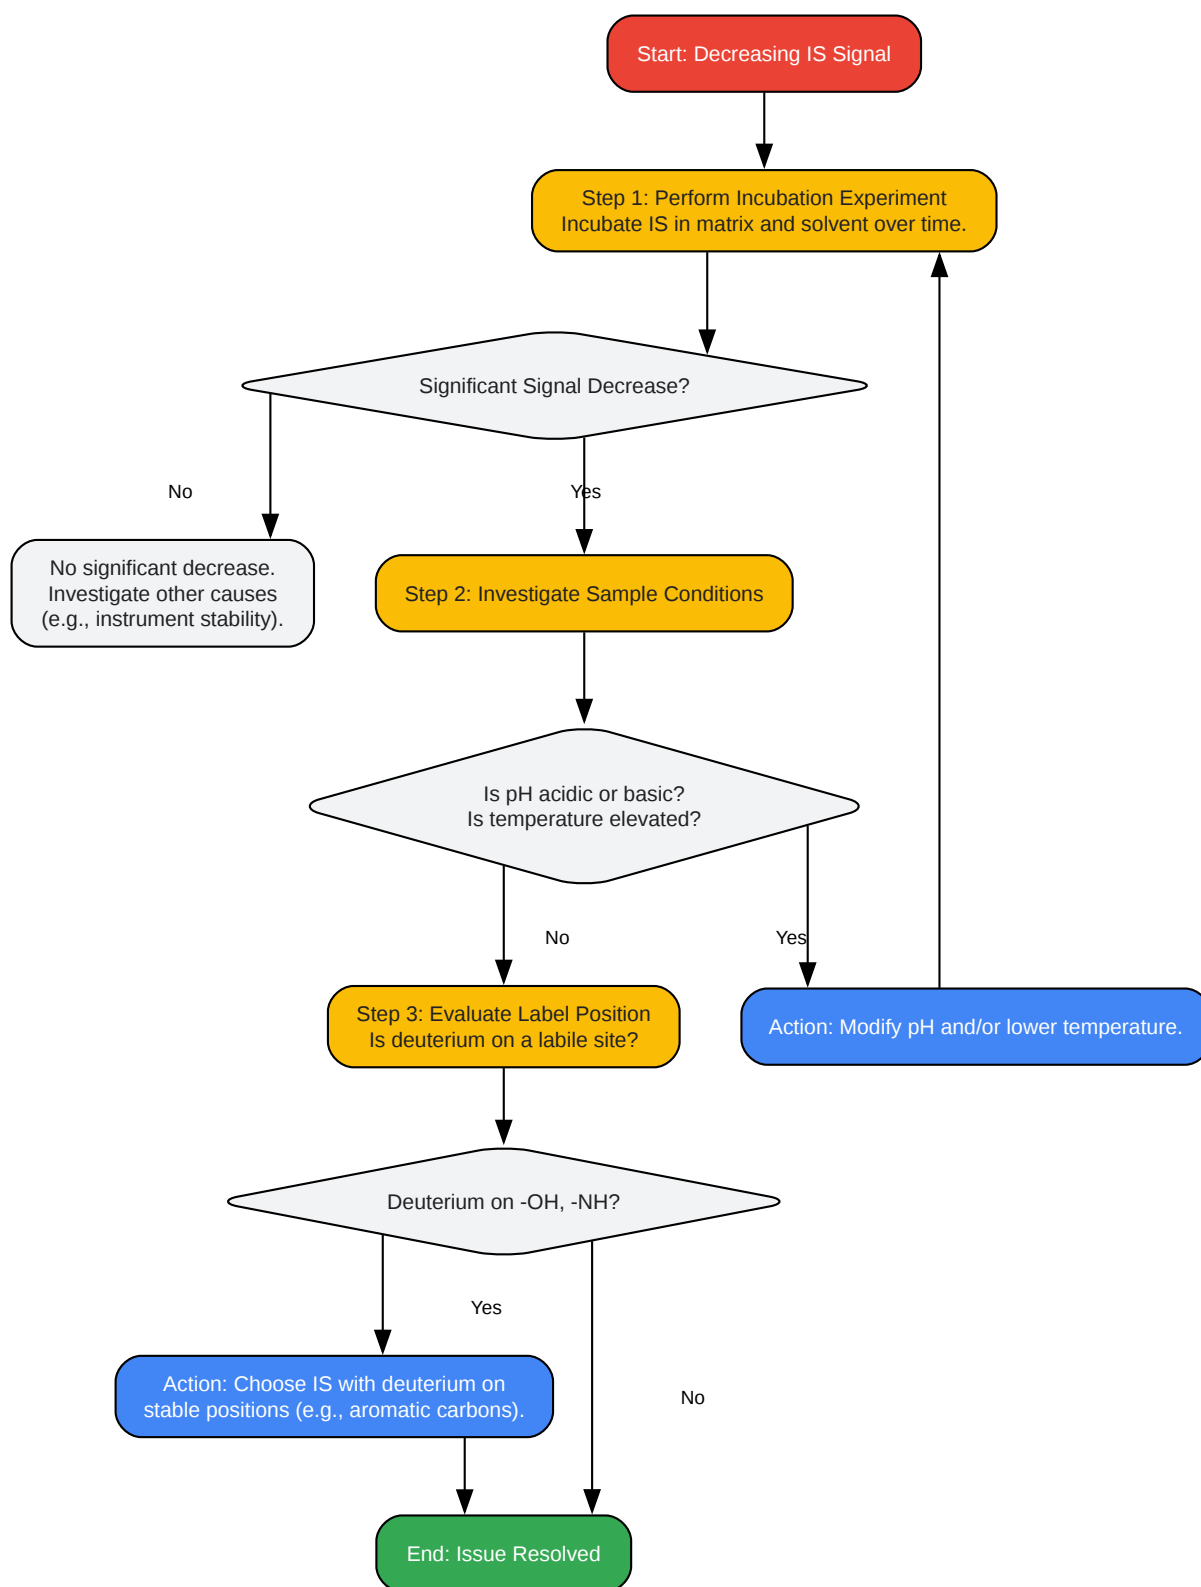 Start: Decreasing IS Signal
Step 1: Perform Incubation Experiment
Incubate IS in matrix and solvent over time.
Significant Signal Decrease?
No
Yes
No significant decrease.
Investigate other causes
(e.g., instrument stability).
Step 2: Investigate Sample Conditions
Is pH acidic or basic?
Is temperature elevated?
No
Yes
Step 3: Evaluate Label Position
Is deuterium on a labile site?
Action: Modify pH and/or lower temperature.
Deuterium on -OH, -NH?
Yes
Action: Choose IS with deuterium on
stable positions (e.g., aromatic carbons).
No
End: Issue Resolved